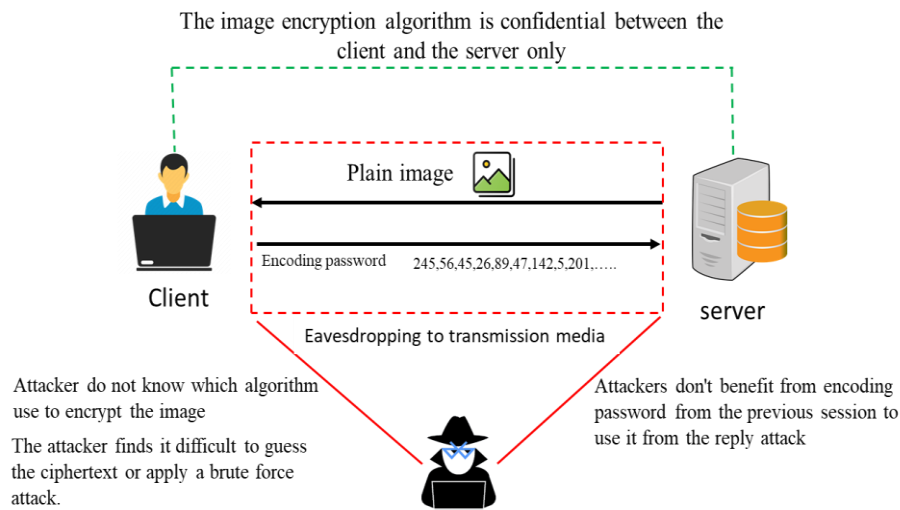 The image encryption algorithm is confidential between the
client and the server only
Plain image
Encoding password 245,56,45,26,89,47,142,5,201,.....
Client
server
Eavesdropping to transmission media
Attacker do not know which algorithm
use to encrypt the image
The attacker finds it difficult to guess
the ciphertext or apply a brute force
attack.
Attackers don't benefit from encoding
password from the previous session to
use it from the reply attack